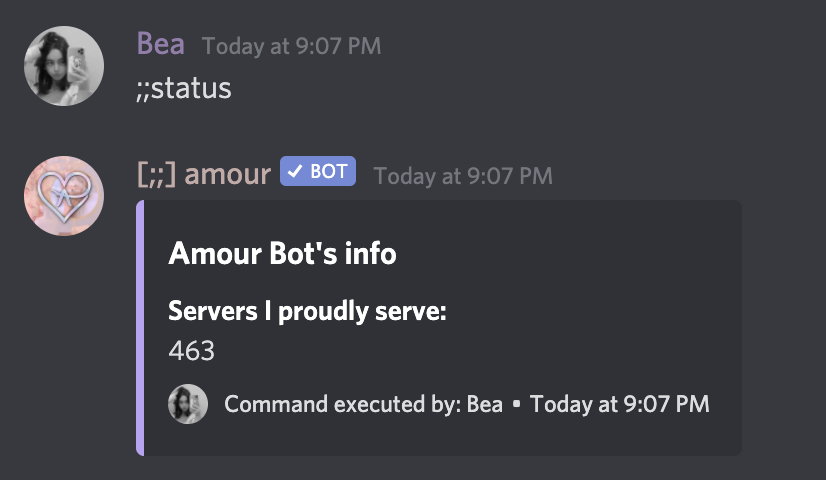 Bea Today at 9:07 PM
;;status
[;;] amour ✓ BOT Today at 9:07 PM
Amour Bot's info
Servers I proudly serve:
463
Command executed by: Bea • Today at 9:07 PM